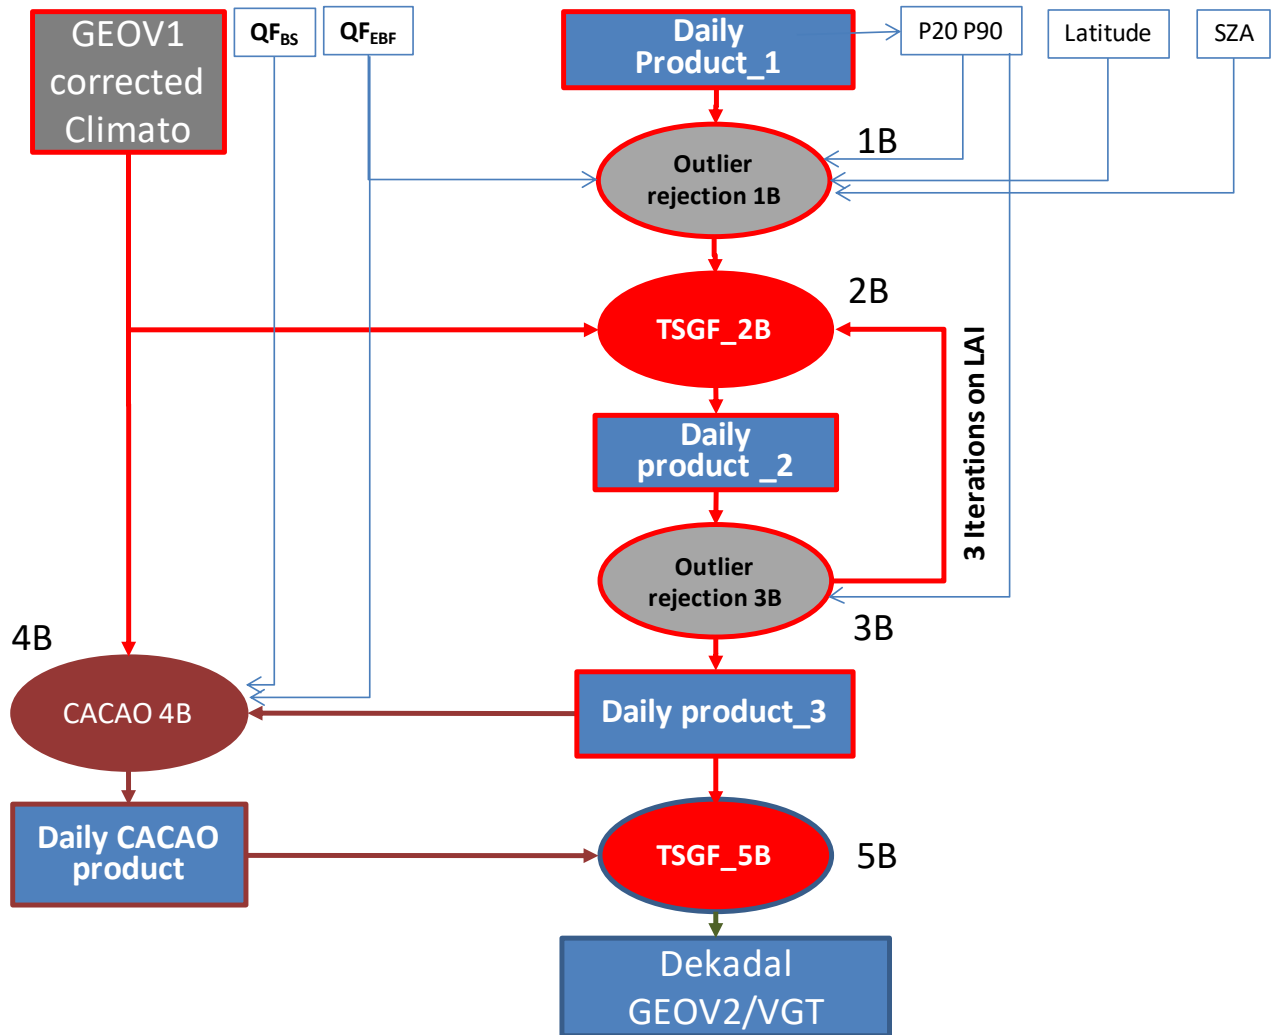 GEOV1
corrected
Climato
QFBS
QFEBF
Daily
Product_1
P20 P90
Latitude
SZA
1B
Outlier
rejection 1B
2B
TSGF_2B
3 Iterations on LAI
Daily
product _2
Outlier
rejection 3B
3B
4B
CACAO 4B
Daily product_3
Daily CACAO
product
TSGF_5B
5B
Dekadal
GEOV2/VGT